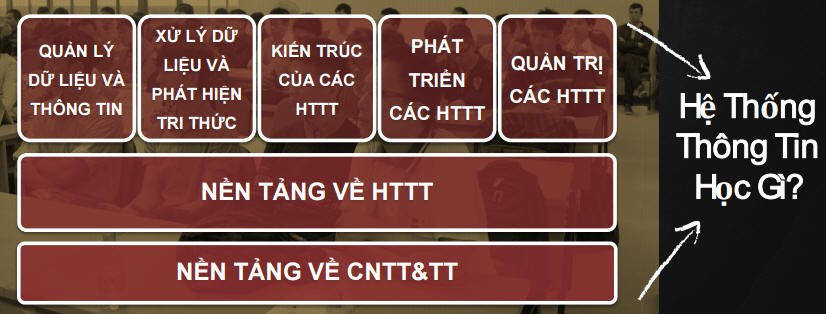 QUẢN LÝ
DỮ LIỆU VÀ
THÔNG TIN
XỬ LÝ DỮ
LIỆU VÀ
PHÁT HIỆN
TRI THỨC
KIẾN TRÚC
CỦA CÁC
HTTT
PHÁT
TRIỂN
CÁC HTTT
QUẢN TRỊ
CÁC HTTT
NỀN TẢNG VỀ HTTT
NỀN TẢNG VỀ CNTT&TT
Hệ Thống
Thông Tin
Học Gì?